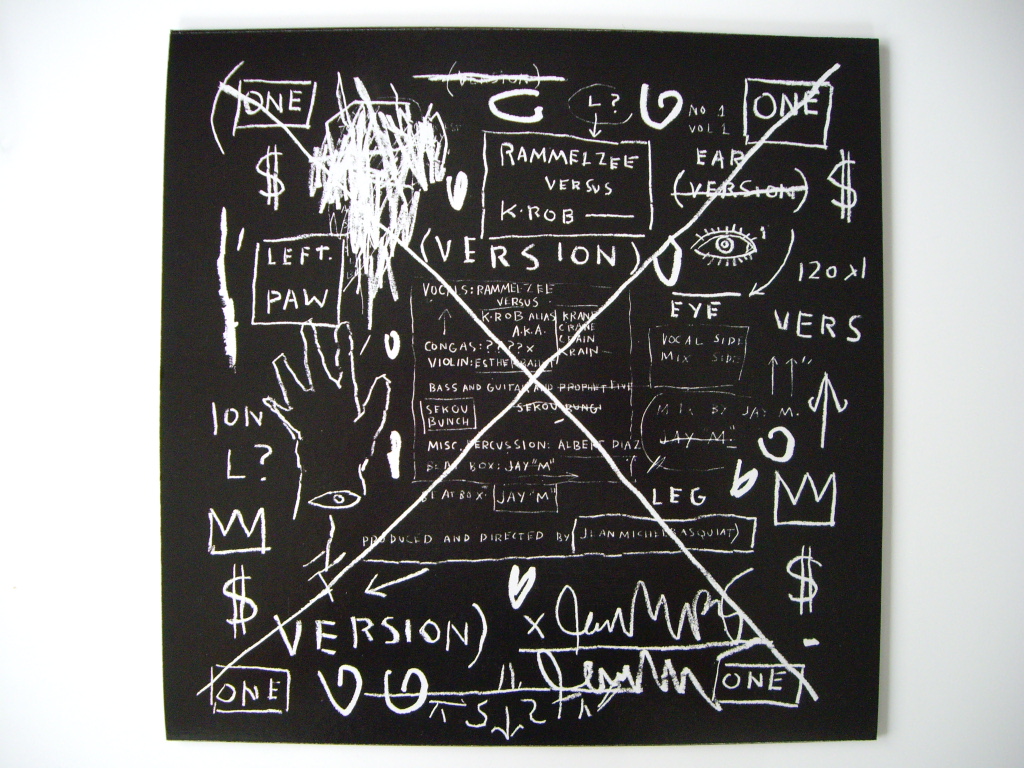 (VERSION)
ONE
L?
NO 1
VOL 1
ONE
$
RAMMELZEE
VERSUS
K-ROB —
EAR
(VERSION)
$
LEFT.
PAW
(VERSION)
120 x 1
EYE
VERS
VOCALS: RAMMELZEE
VERSUS
K-ROB ALIAS
A.K.A.
KRANE
CRANE
CHAIN
KRAIN
CONGAS: ????x
VIOLIN: ESTHER
VOCAL SIDE
MIX SIDE
BASS AND GUITAR AND PROPHET FIVE
SEKOU
BUNCH
SEKOU BUNGI
MIX BY JAY M.
JAY M."
ION
L?
MISC. PERCUSSION: ALBERT DIAZ
BEAT BOX: JAY "M"
BEAT BOX: JAY "M"
LEG
PRODUCED AND DIRECTED BY JEAN MICHEL BASQUIAT)
$
$
VERSION)
x
ONE
ONE